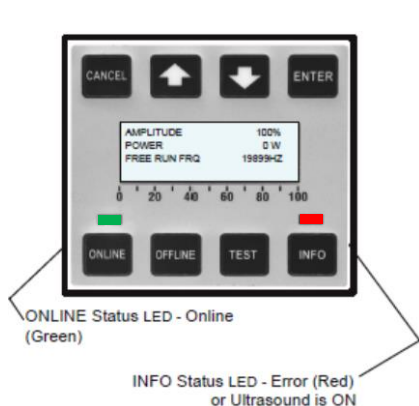 CANCEL ENTER
AMPLITUDE 100%
POWER 0 W
FREE RUN FRQ 19899HZ
0 20 40 60 80 100
ONLINE OFFLINE TEST INFO
ONLINE Status LED - Online
(Green)
INFO Status LED - Error (Red)
or Ultrasound is ON